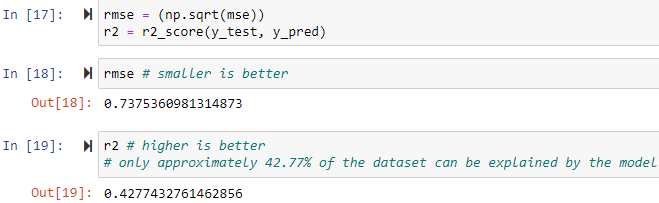 In [17]: rmse = (np.sqrt(mse))
r2 = r2_score(y_test, y_pred)
In [18]: rmse # smaller is better
Out[18]: 0.7375360981314873
In [19]: r2 # higher is better
# only approximately 42.77% of the dataset can be explained by the model
Out[19]: 0.4277432761462856